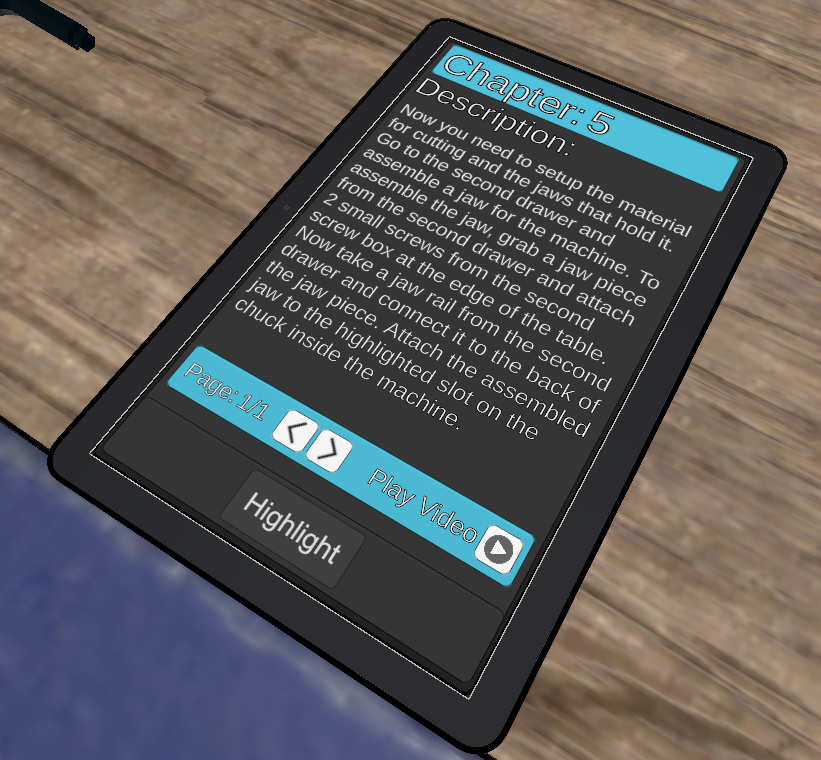 Chapter: 5
Description:
Now you need to setup the material
for cutting and the jaws that hold it.
Go to the second drawer and
assemble a jaw for the machine. To
assemble the jaw, grab a jaw piece
from the second drawer and attach
2 small screws from the second
screw box at the edge of the table.
Now take a jaw rail from the second
drawer and connect it to the back of
the jaw piece. Attach the assembled
jaw to the highlighted slot on the
chuck inside the machine.
Page: 1/1
Play Video
Highlight